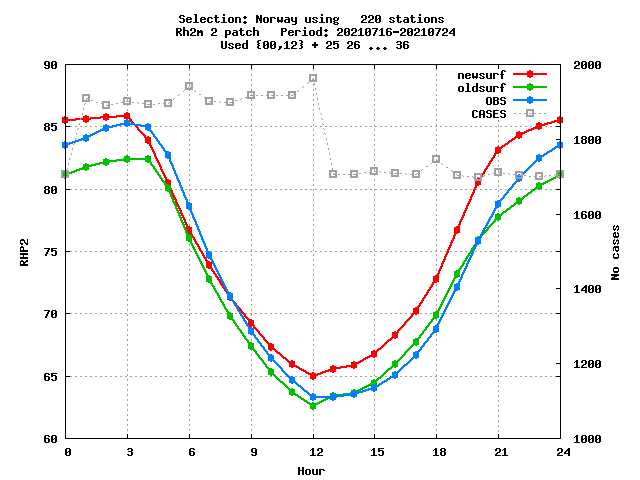 Selection: Norway using   220 stations
Rh2m 2 patch   Period: 20210716-20210724
Used {00,12} + 25 26 ... 36
90
85
80
75
70
65
60
RHP2
newsurf
oldsurf
OBS
CASES
2000
1800
1600
1400
1200
1000
No cases
0 3 6 9 12 15 18 21 24
Hour